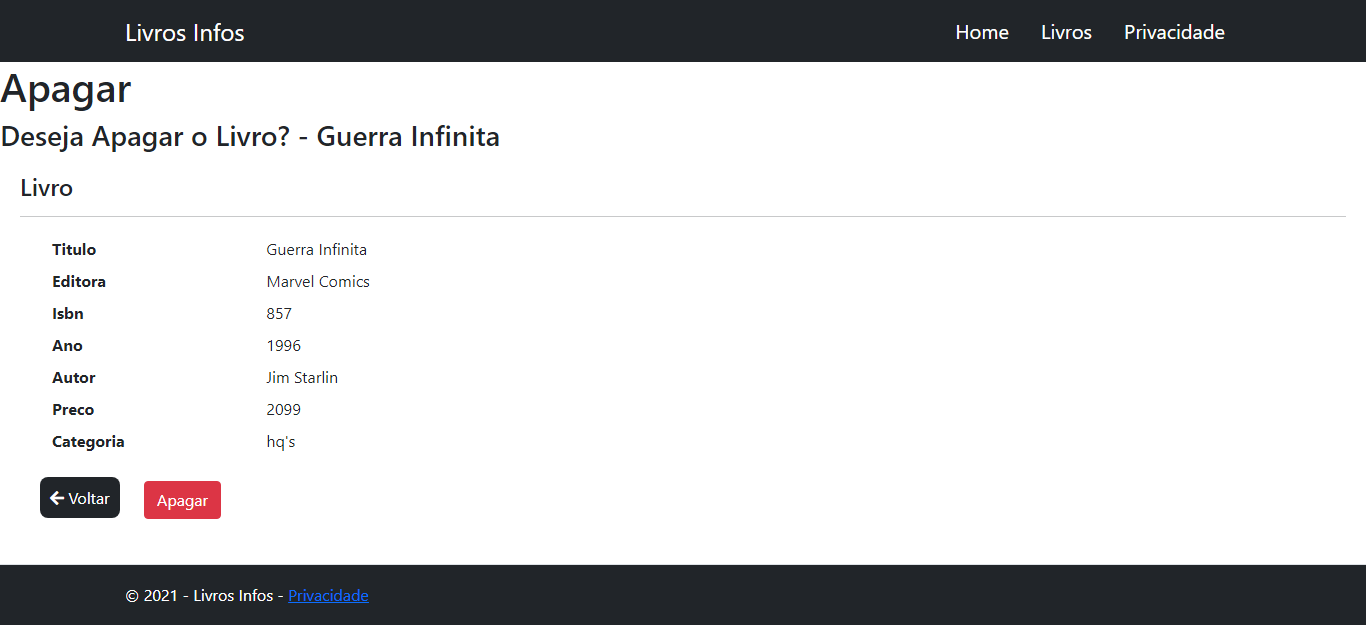 Livros Infos Home Livros Privacidade
Apagar
Deseja Apagar o Livro? - Guerra Infinita
Livro
Titulo Guerra Infinita
Editora Marvel Comics
Isbn 857
Ano 1996
Autor Jim Starlin
Preco 2099
Categoria hq's
Voltar Apagar
© 2021 - Livros Infos - Privacidade